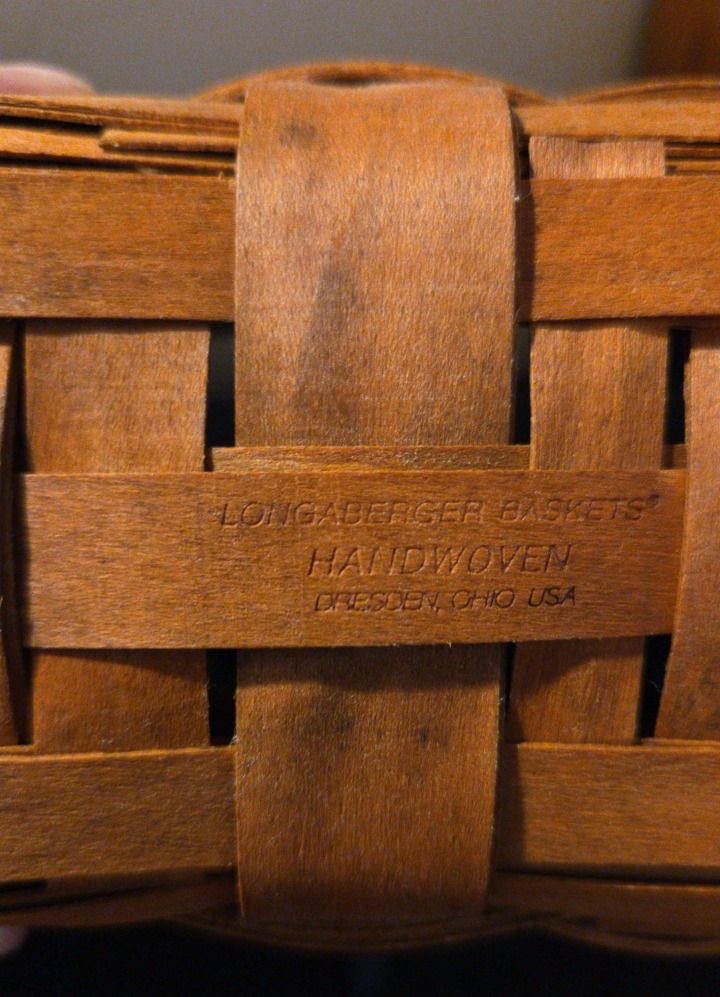 LONGABERGER BASKETS®
HANDWOVEN
DRESDEN, OHIO USA